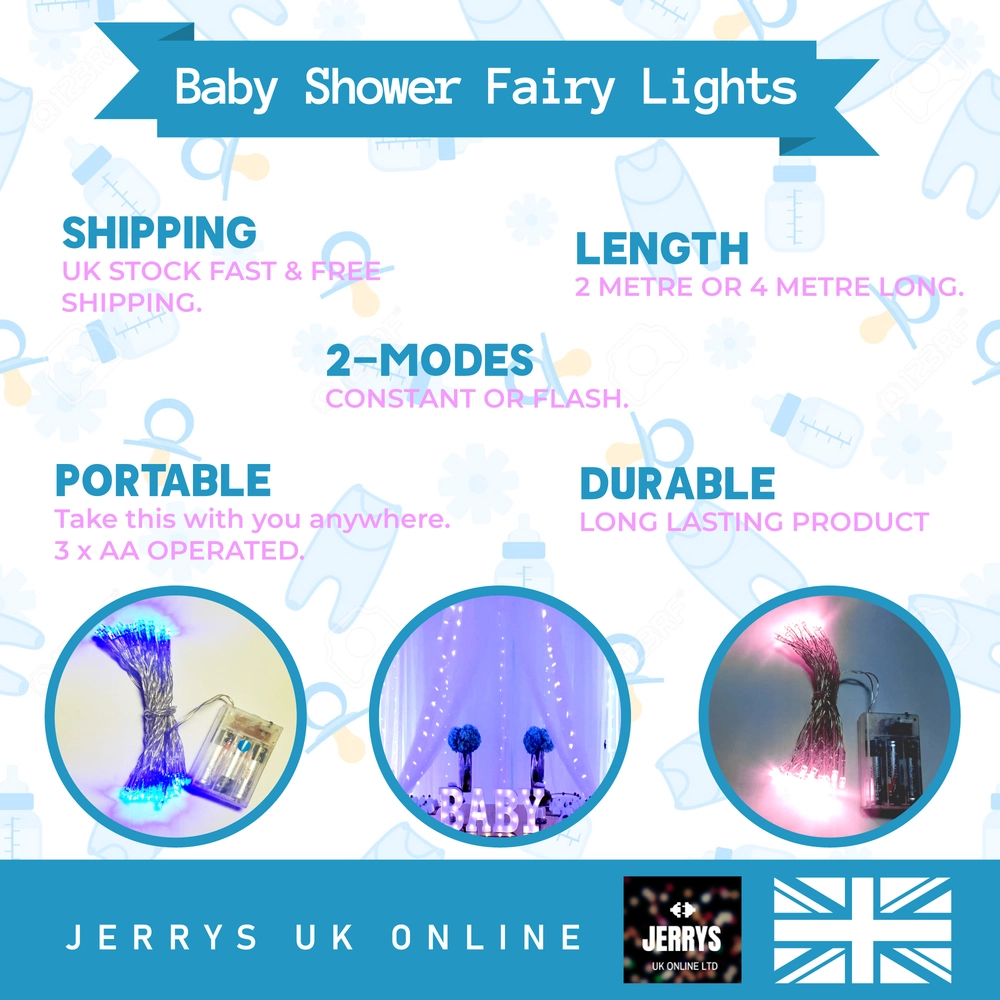 Baby Shower Fairy Lights
SHIPPING
UK STOCK FAST & FREE
SHIPPING.
LENGTH
2 METRE OR 4 METRE LONG.
2-MODES
CONSTANT OR FLASH.
PORTABLE
Take this with you anywhere.
3 x AA OPERATED.
DURABLE
LONG LASTING PRODUCT
BABY
JERRYS UK ONLINE
JERRYS
UK ONLINE LTD